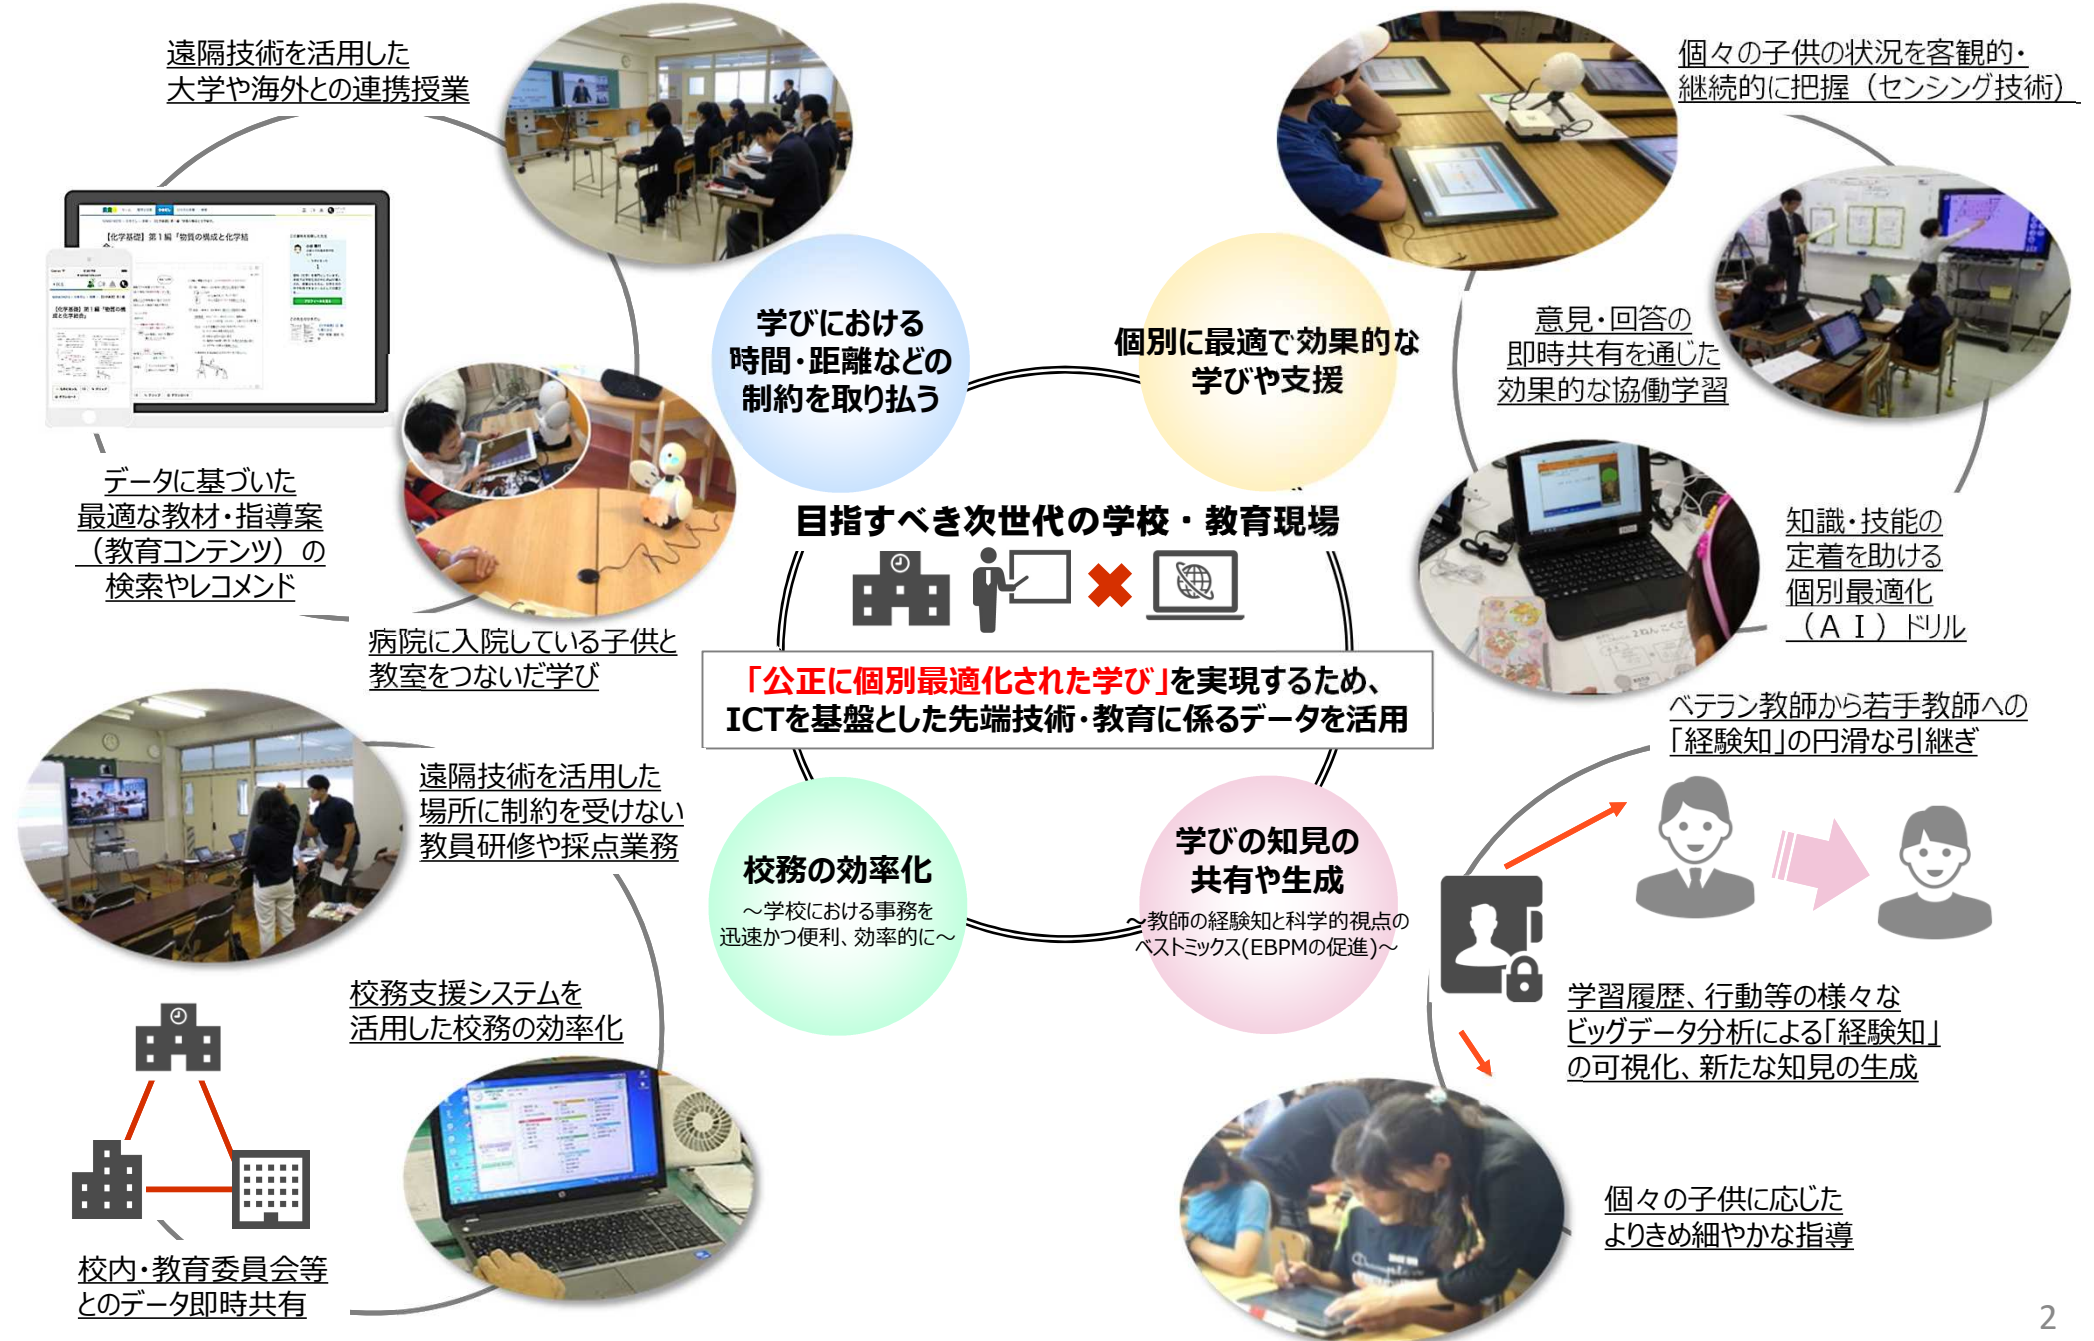 遠隔技術を活用した
大学や海外との連携授業
個々の子供の状況を客観的・
継続的に把握（センシング技術）
【化学基礎】第1編「物質の構成と化学結
学びにおける
時間・距離などの
制約を取り払う
個別に最適で効果的な
学びや支援
意見・回答の
即時共有を通じた
効果的な協働学習
データに基づいた
最適な教材・指導案
（教育コンテンツ）の
検索やレコメンド
目指すべき次世代の学校・教育現場
知識・技能の
定着を助ける
個別最適化
（ＡＩ）ドリル
病院に入院している子供と
教室をつないだ学び
「公正に個別最適化された学び」を実現するため、
ICTを基盤とした先端技術・教育に係るデータを活用
ベテラン教師から若手教師への
「経験知」の円滑な引継ぎ
遠隔技術を活用した
場所に制約を受けない
教員研修や採点業務
校務の効率化
～学校における事務を
迅速かつ便利、効率的に～
学びの知見の
共有や生成
～教師の経験知と科学的視点の
ベストミックス(EBPMの促進)～
校務支援システムを
活用した校務の効率化
学習履歴、行動等の様々な
ビッグデータ分析による「経験知」
の可視化、新たな知見の生成
個々の子供に応じた
よりきめ細やかな指導
校内・教育委員会等
とのデータ即時共有
2